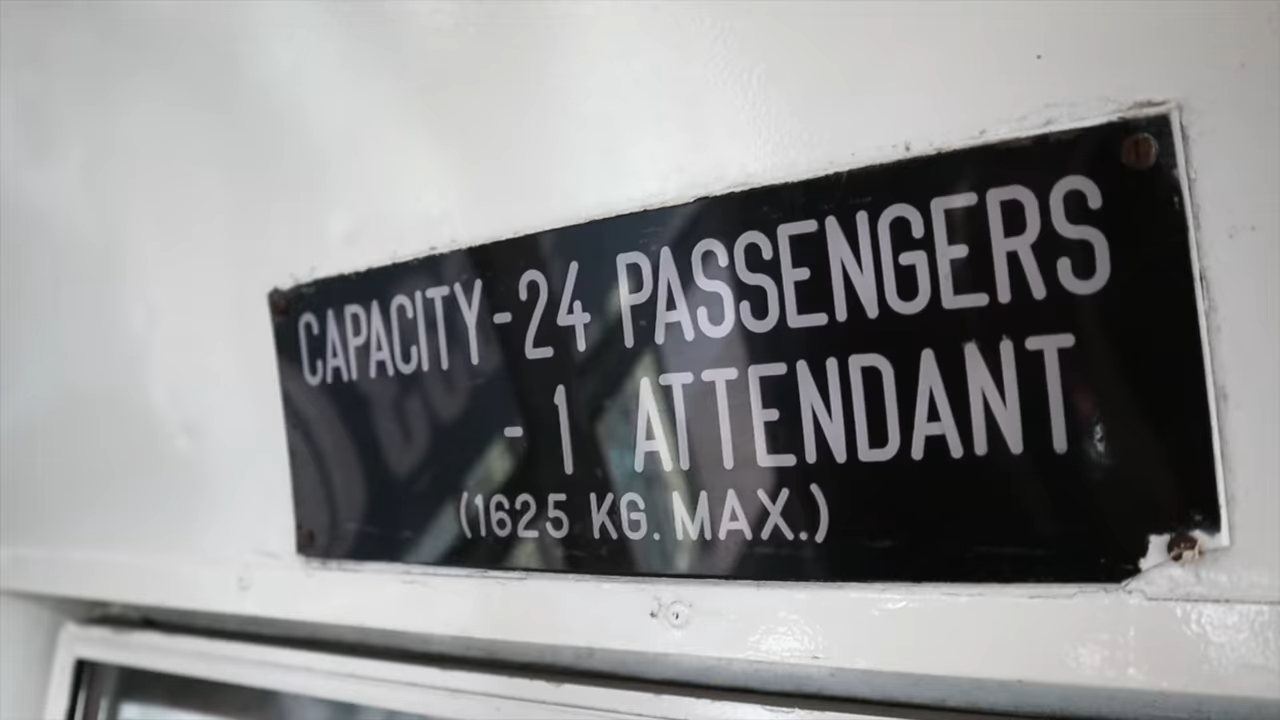 CAPACITY-24 PASSENGERS
- 1 ATTENDANT
(1625 KG. MAX.)